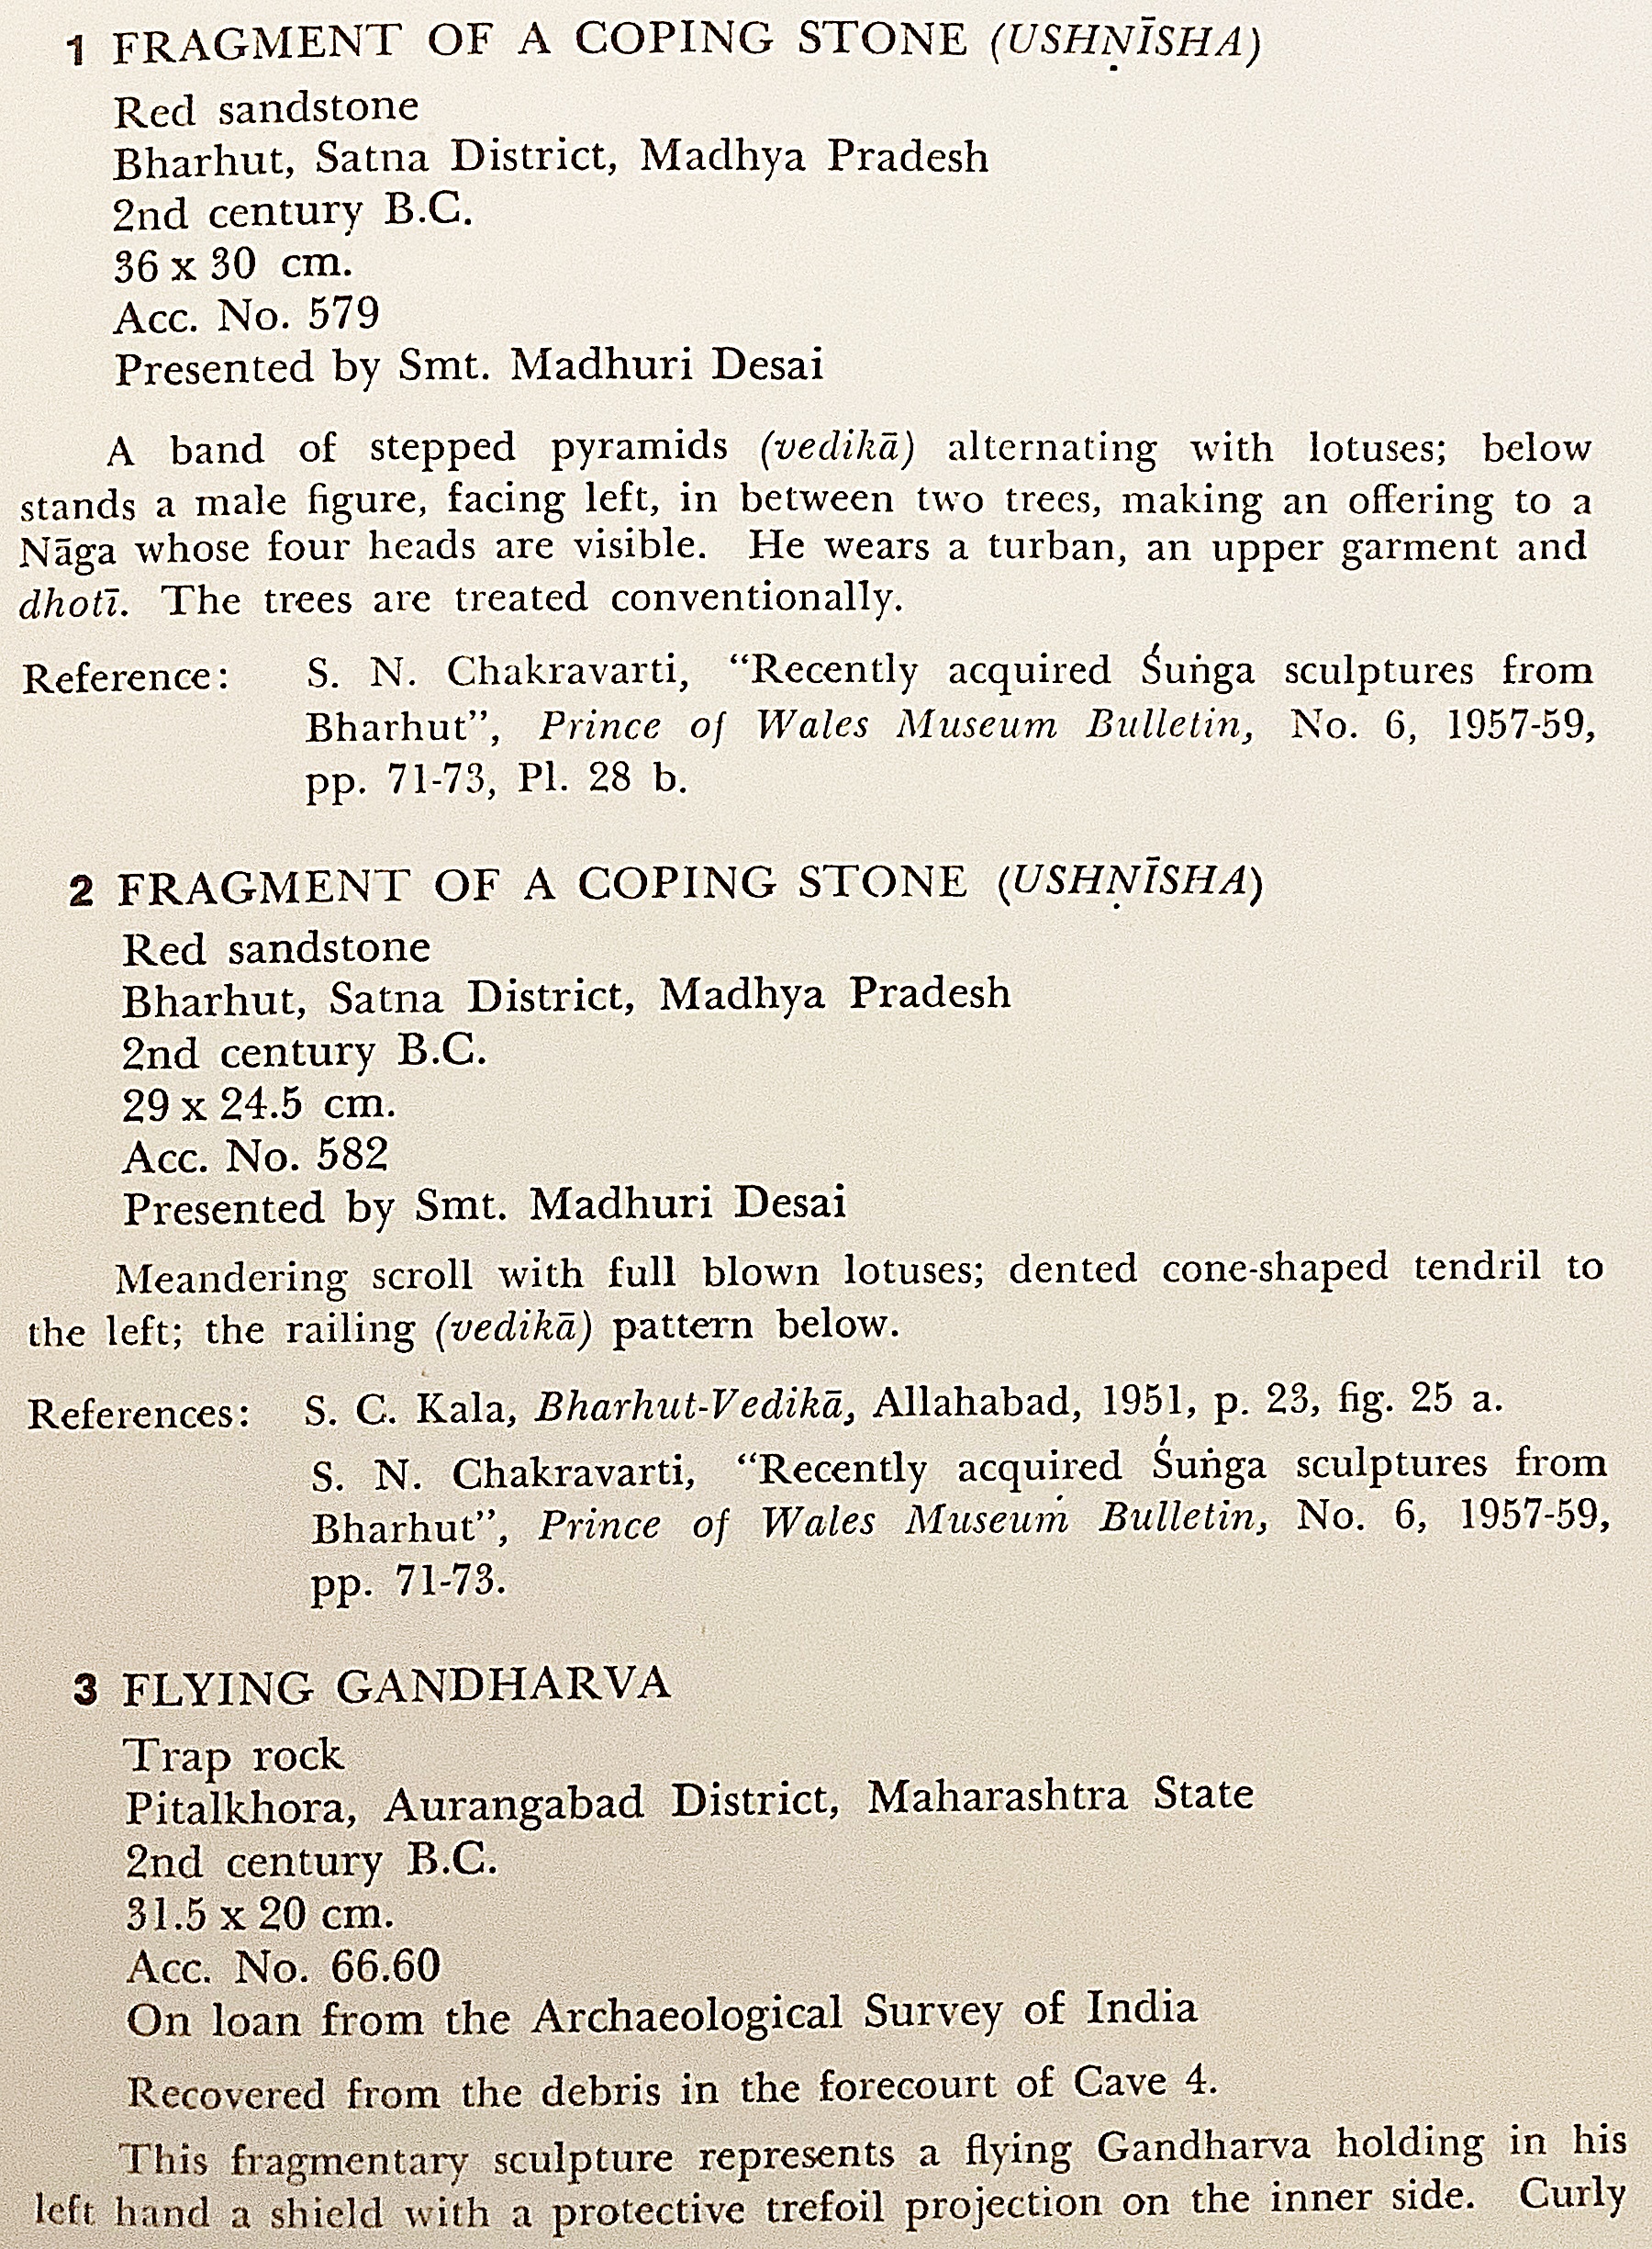 1 FRAGMENT OF A COPING STONE (USHṆĪSHA)
Red sandstone
Bharhut, Satna District, Madhya Pradesh
2nd century B.C.
36 x 30 cm.
Acc. No. 579
Presented by Smt. Madhuri Desai
A band of stepped pyramids (vedikā) alternating with lotuses; below
stands a male figure, facing left, in between two trees, making an offering to a
Nāga whose four heads are visible. He wears a turban, an upper garment and
dhotī. The trees are treated conventionally.
Reference: S. N. Chakravarti, “Recently acquired Śuṅga sculptures from
Bharhut”, Prince of Wales Museum Bulletin, No. 6, 1957-59,
pp. 71-73, Pl. 28 b.
2 FRAGMENT OF A COPING STONE (USHṆĪSHA)
Red sandstone
Bharhut, Satna District, Madhya Pradesh
2nd century B.C.
29 x 24.5 cm.
Acc. No. 582
Presented by Smt. Madhuri Desai
Meandering scroll with full blown lotuses; dented cone-shaped tendril to
the left; the railing (vedikā) pattern below.
References: S. C. Kala, Bharhut-Vedikā, Allahabad, 1951, p. 23, fig. 25 a.
S. N. Chakravarti, “Recently acquired Śuṅga sculptures from
Bharhut”, Prince of Wales Museum Bulletin, No. 6, 1957-59,
pp. 71-73.
3 FLYING GANDHARVA
Trap rock
Pitalkhora, Aurangabad District, Maharashtra State
2nd century B.C.
31.5 x 20 cm.
Acc. No. 66.60
On loan from the Archaeological Survey of India
Recovered from the debris in the forecourt of Cave 4.
This fragmentary sculpture represents a flying Gandharva holding in his
left hand a shield with a protective trefoil projection on the inner side. Curly